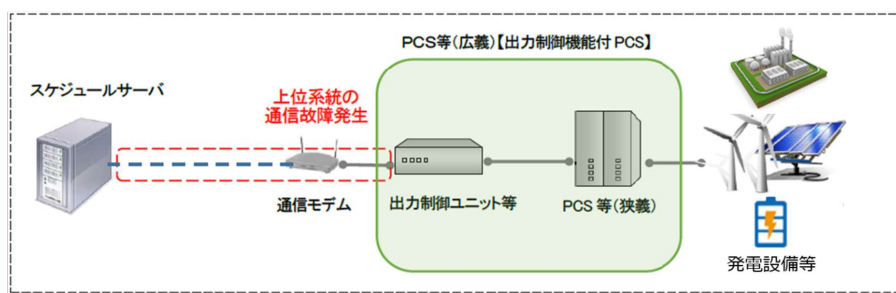 PCS等(広義)【出力制御機能付 PCS】
スケジュールサーバ
上位系統の
通信故障発生
通信モデム
出力制御ユニット等
PCS 等(狭義)
発電設備等